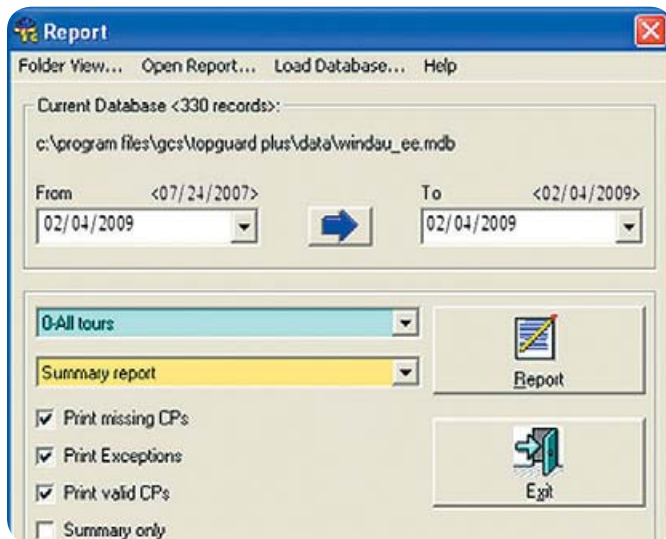 Report
Folder View... Open Report... Load Database... Help
Current Database <330 records>:
c:\program files\gcs\topguard plus\data\windau_ee.mdb
From <07/24/2007> To <02/04/2009>
02/04/2009 02/04/2009
0-All tours
Summary report
Report
Print missing CPs
Print Exceptions
Print valid CPs
Exit
Summary only